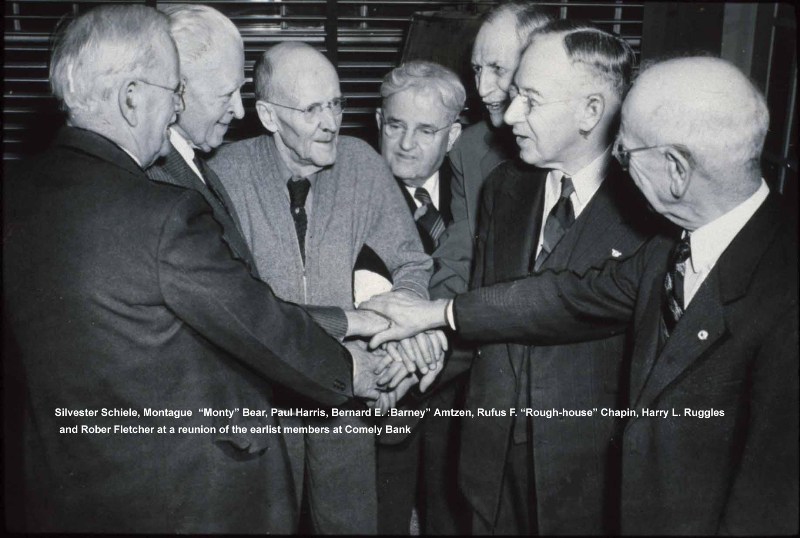 Silvester Schiele, Montague “Monty” Bear, Paul Harris, Bernard E. :Barney” Amtzen, Rufus F. “Rough-house” Chapin, Harry L. Ruggles
and Rober Fletcher at a reunion of the earlist members at Comely Bank